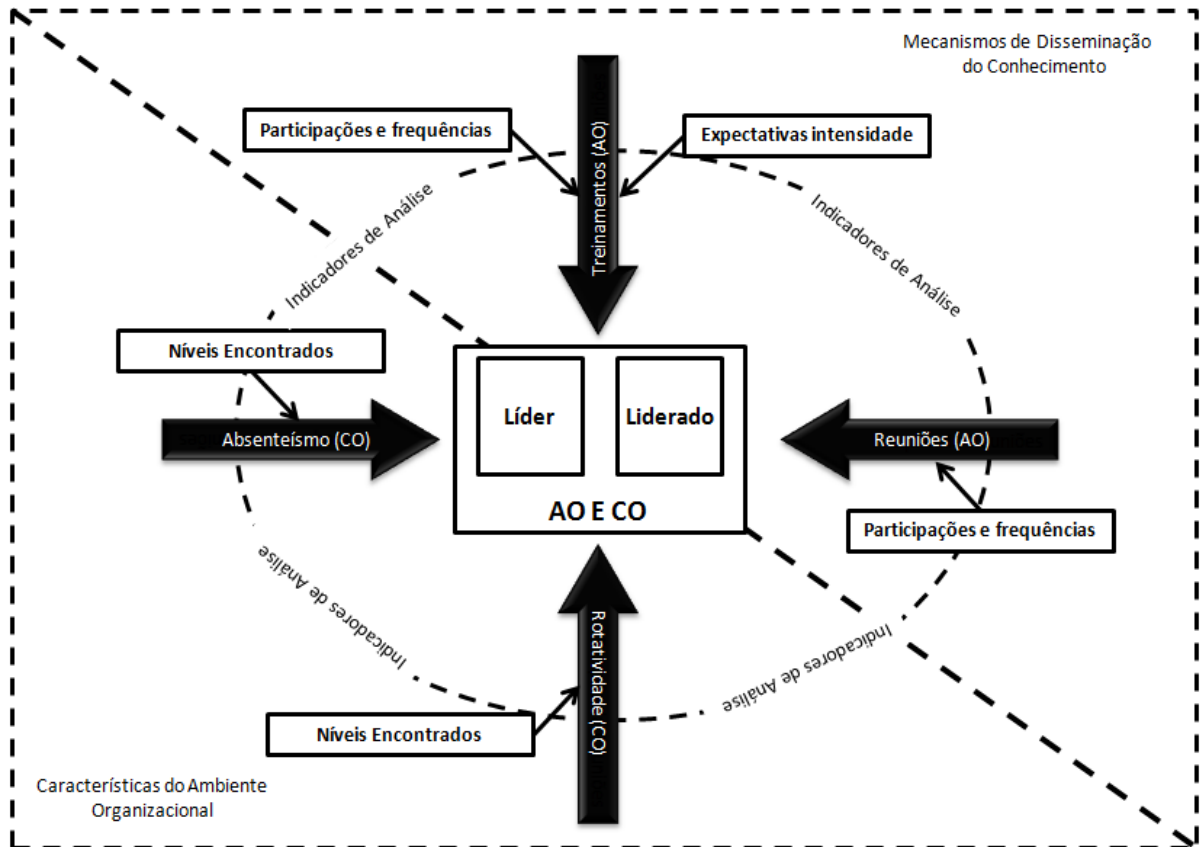 Mecanismos de Disseminação
do Conhecimento
Participações e frequências
Expectativas intensidade
Treinamentos (AO)
Indicadores de Análise
Indicadores de Análise
Níveis Encontrados
Líder
Liderado
Absenteísmo (CO)
Reuniões (AO)
AO E CO
Participações e frequências
Indicadores de Análise
Rotatividade (CO)
Indicadores de Análise
Níveis Encontrados
Características do Ambiente
Organizacional